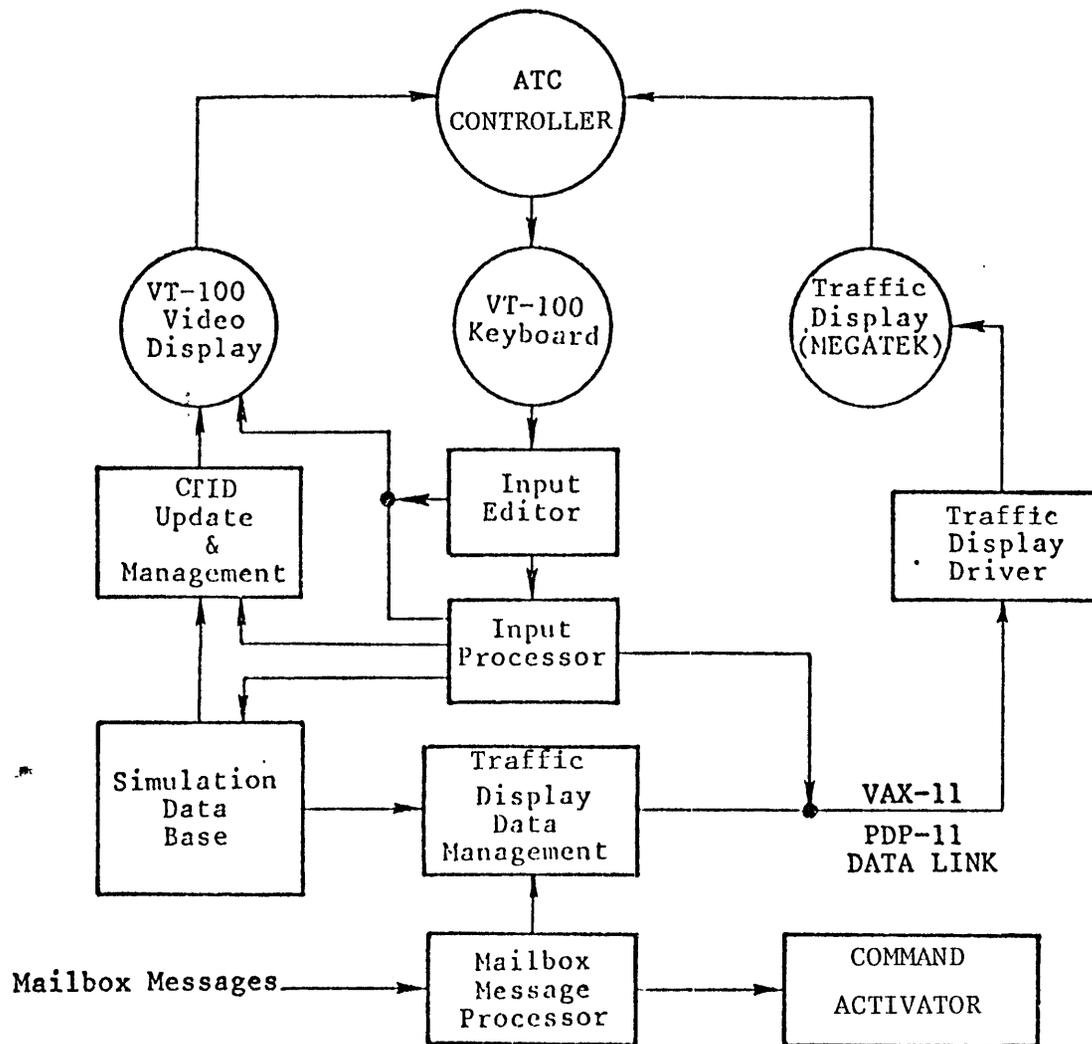 ATC
CONTROLLER
VT-100
Video
Display
VT-100
Keyboard
Traffic
Display
(MEGATEK)
CTID
Update
&
Management
Input
Editor
Traffic
Display
Driver
Input
Processor
Simulation
Data
Base
Traffic
Display
Data
Management
VAX-11
PDP-11
DATA LINK
Mailbox Messages
Mailbox
Message
Processor
COMMAND
ACTIVATOR